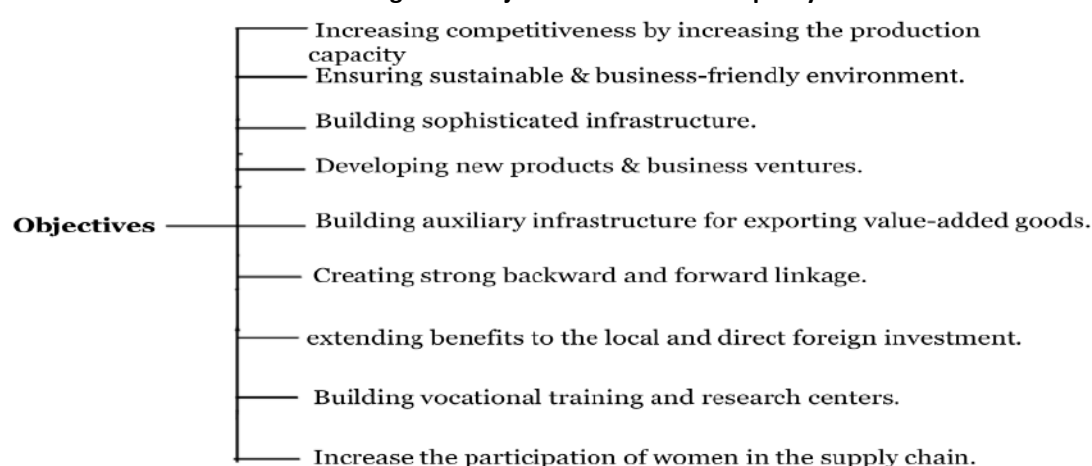 Increasing competitiveness by increasing the production
capacity
Ensuring sustainable & business-friendly environment.
Building sophisticated infrastructure.
Developing new products & business ventures.
Objectives
Building auxiliary infrastructure for exporting value-added goods.
Creating strong backward and forward linkage.
extending benefits to the local and direct foreign investment.
Building vocational training and research centers.
Increase the participation of women in the supply chain.